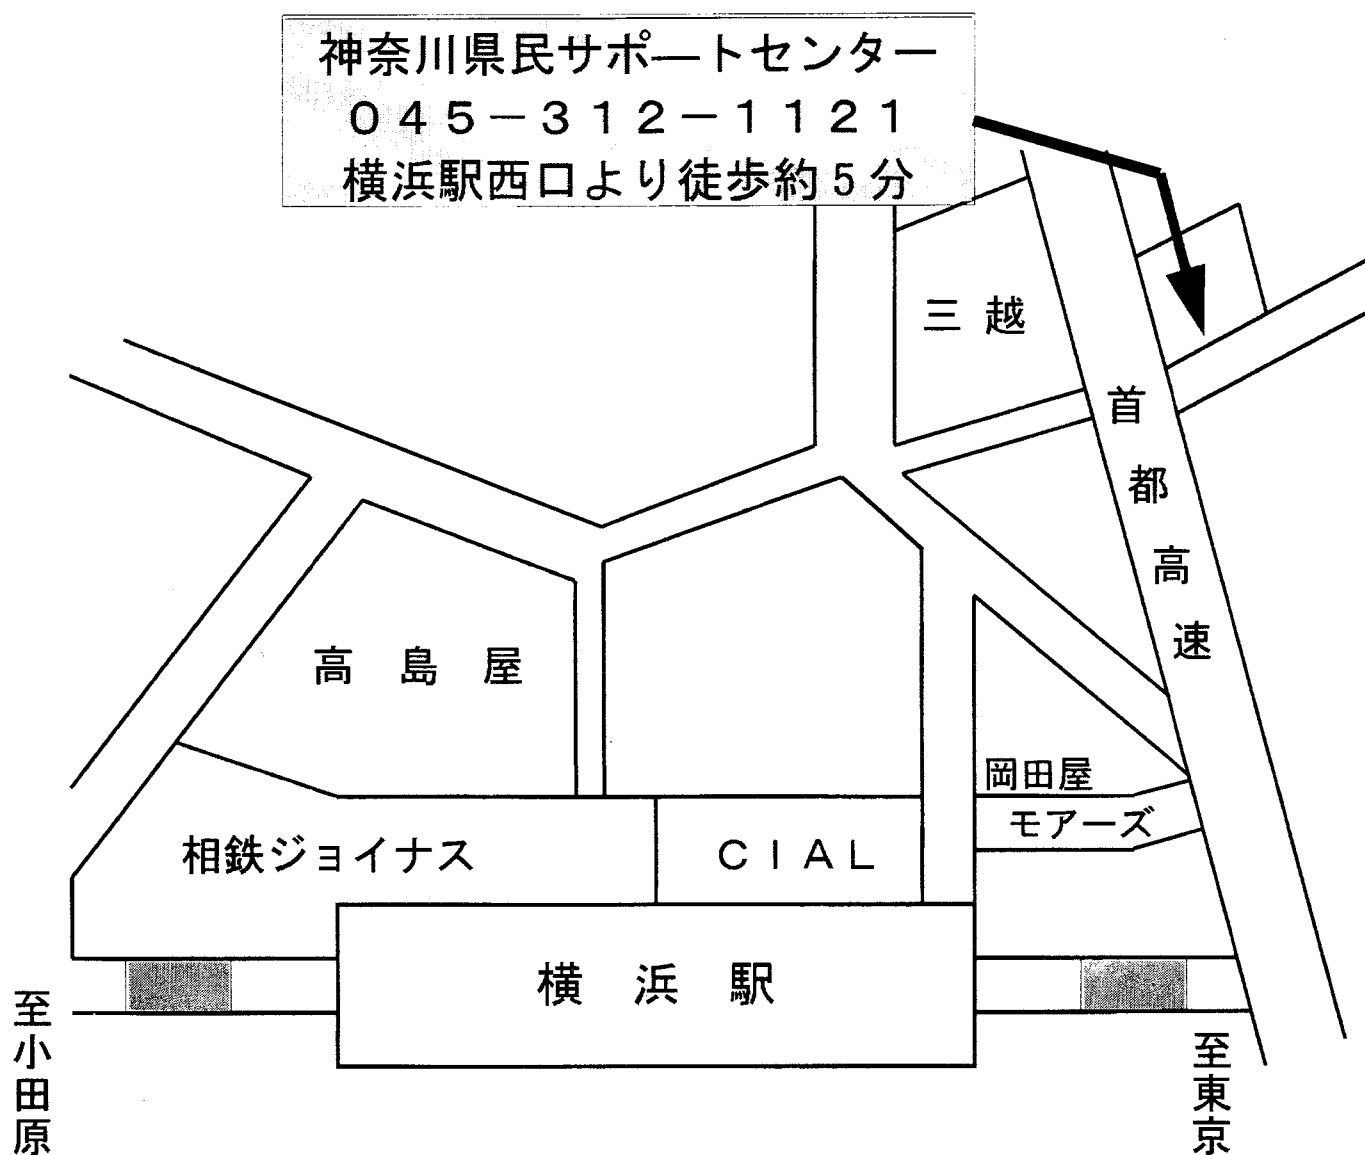 神奈川県民サポートセンター
０４５－３１２－１１２１
横浜駅西口より徒歩約５分
三越
首都高速
高島屋
岡田屋
モアーズ
相鉄ジョイナス
ＣＩＡＬ
横浜駅
至小田原
至東京